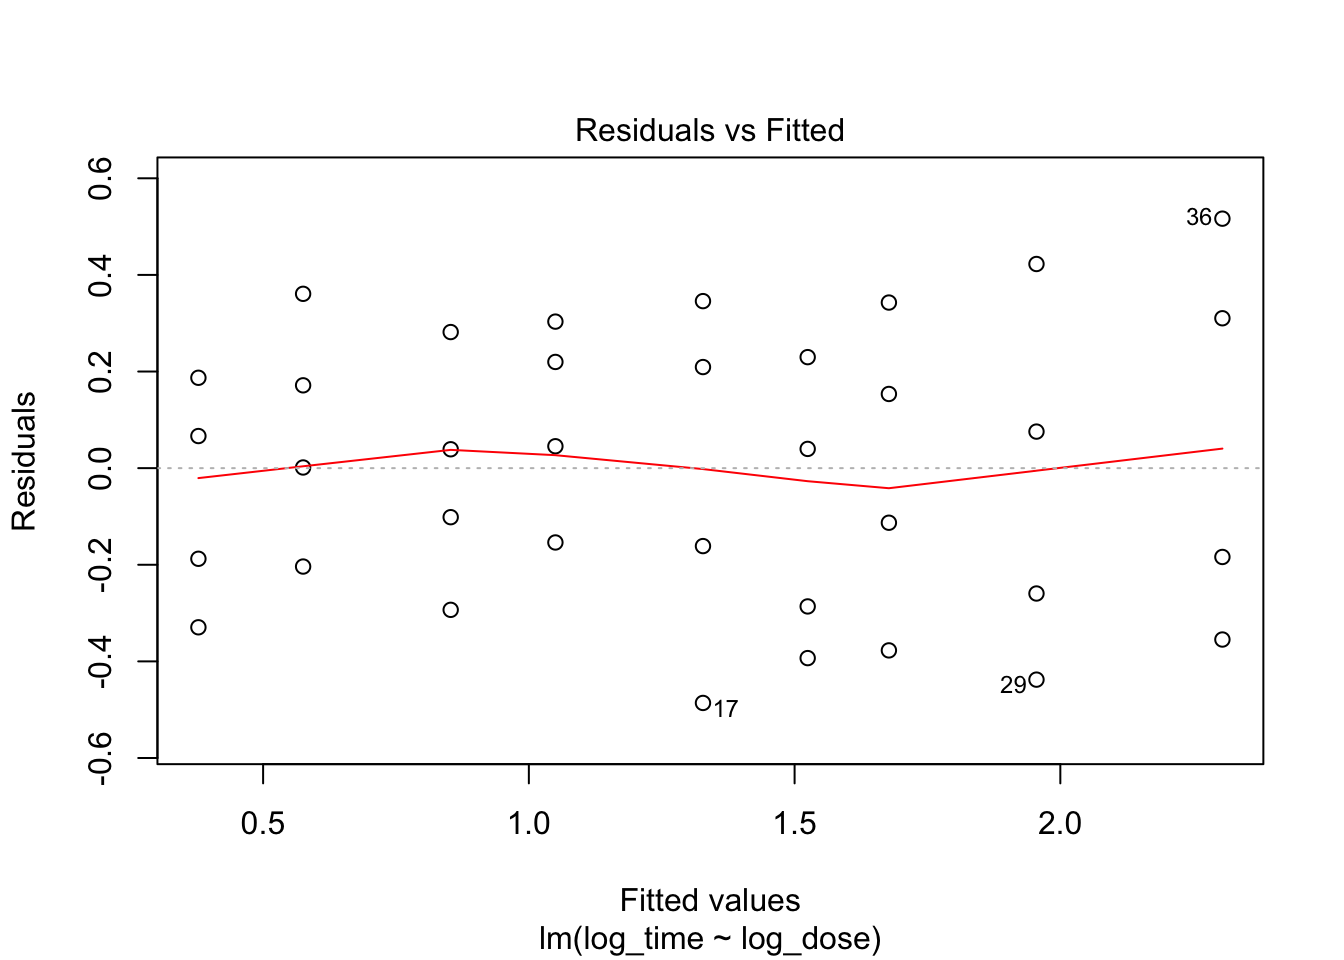 Residuals vs Fitted
0.6
0.4
0.2
0.0
-0.2
-0.4
-0.6
Residuals
36
29
17
0.5 1.0 1.5 2.0
Fitted values
lm(log_time ~ log_dose)